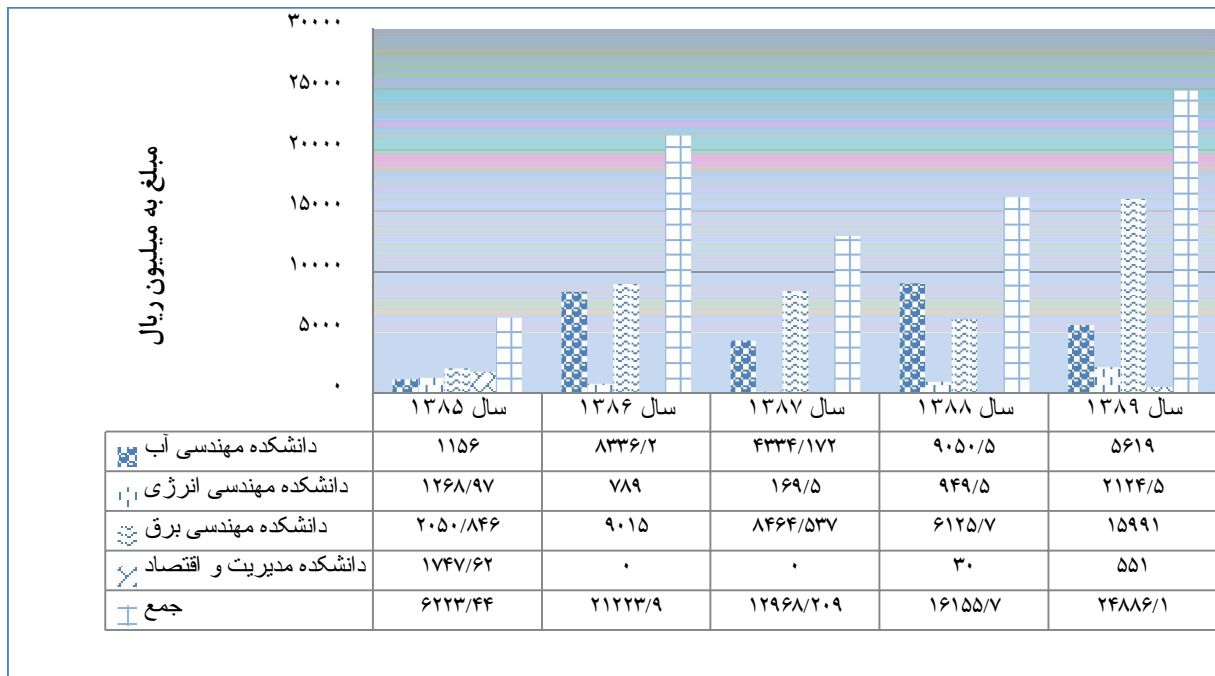 مبلغ به میلیون ریال
۳۰۰۰۰
۲۵۰۰۰
۲۰۰۰۰
۱۵۰۰۰
۱۰۰۰۰
۵۰۰۰
۰
سال ۱۳۸۵ سال ۱۳۸۶ سال ۱۳۸۷ سال ۱۳۸۸ سال ۱۳۸۹
دانشکده مهندسی آب ۱۱۵۶ ۸۳۳۶/۲ ۴۳۳۴/۱۷۲ ۹۰۵۰/۵ ۵۶۱۹
دانشکده مهندسی انرژی ۱۲۶۸/۹۷ ۷۸۹ ۱۶۹/۵ ۹۴۹/۵ ۲۱۲۴/۵
دانشکده مهندسی برق ۲۰۵۰/۸۴۶ ۹۰۱۵ ۸۴۶۴/۵۳۷ ۶۱۲۵/۷ ۱۵۹۹۱
دانشکده مدیریت و اقتصاد ۱۷۴۷/۶۲ ۰ ۰ ۳۰ ۵۵۱
جمع ۶۲۲۳/۴۴ ۲۱۲۲۳/۹ ۱۲۹۶۸/۲۰۹ ۱۶۱۵۵/۷ ۲۴۸۸۶/۱